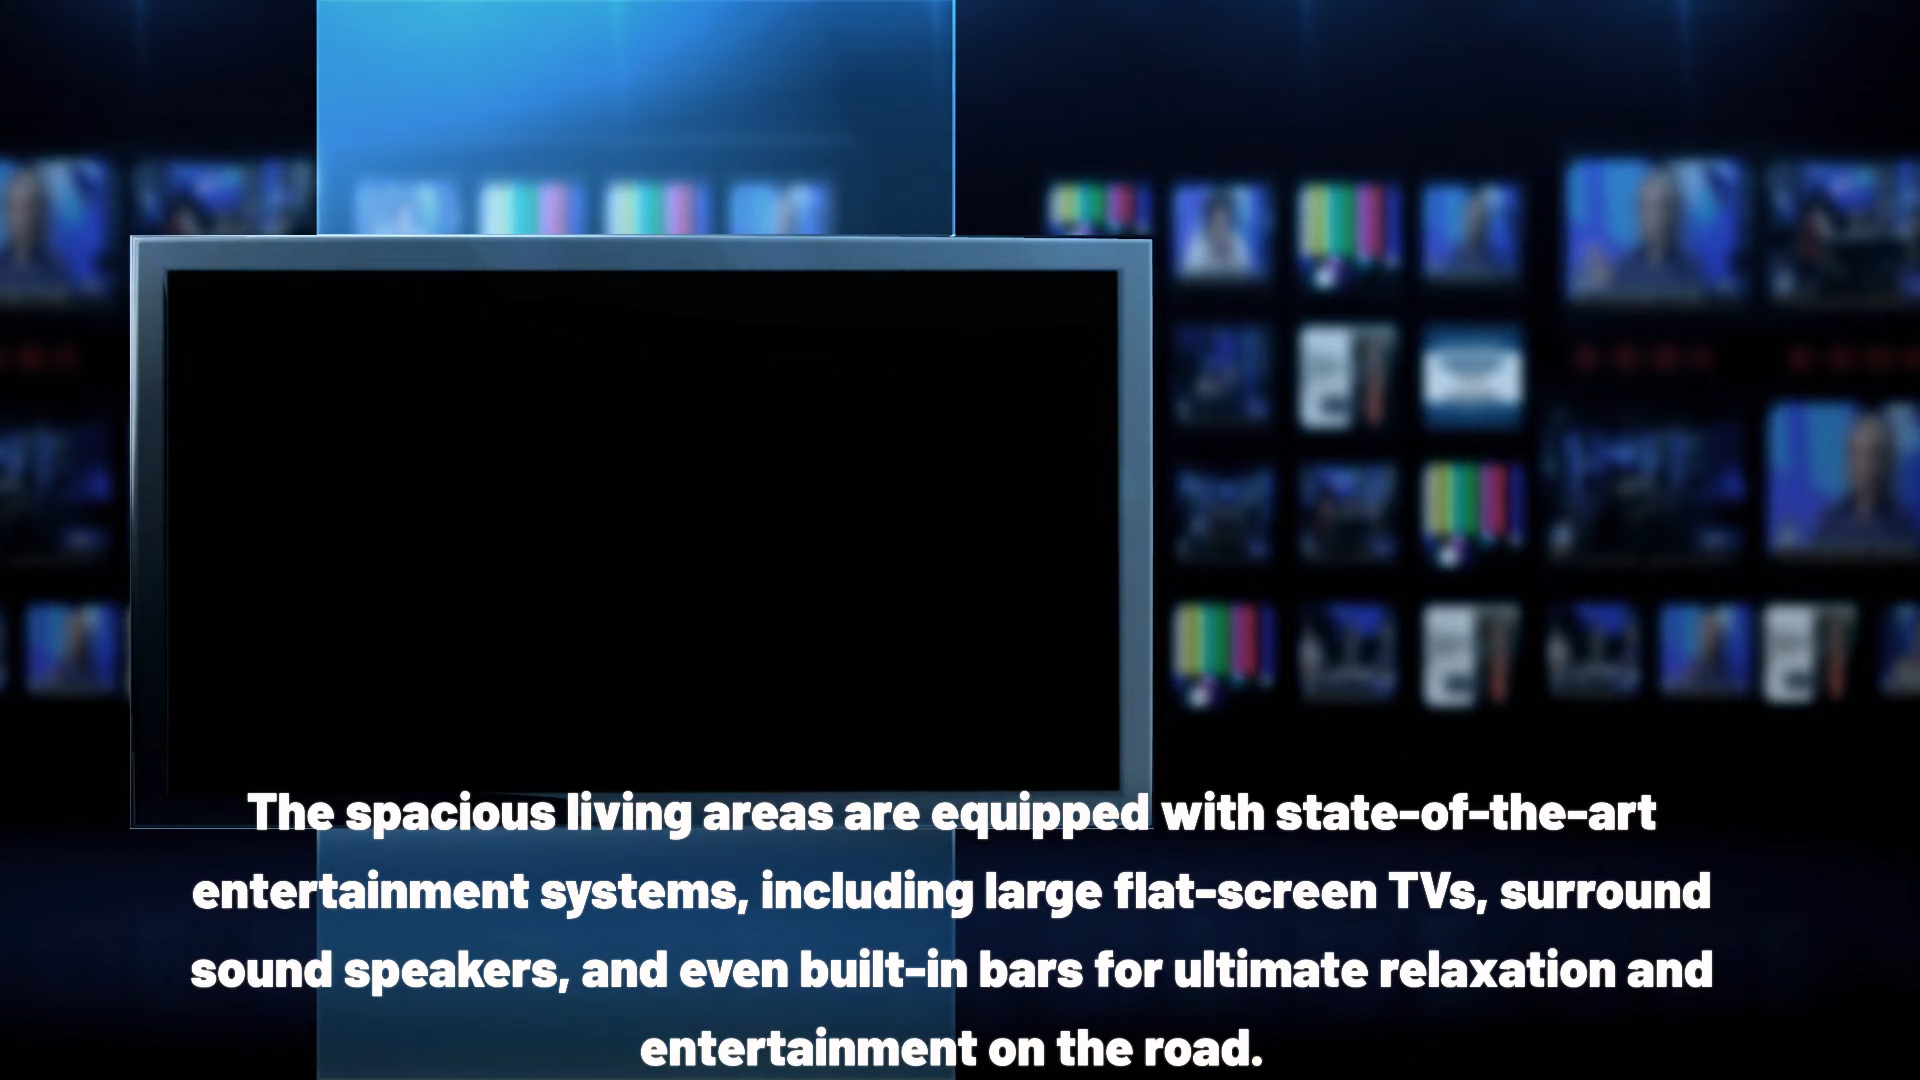 The spacious living areas are equipped with state-of-the-art
entertainment systems, including large flat-screen TVs, surround
sound speakers, and even built-in bars for ultimate relaxation and
entertainment on the road.